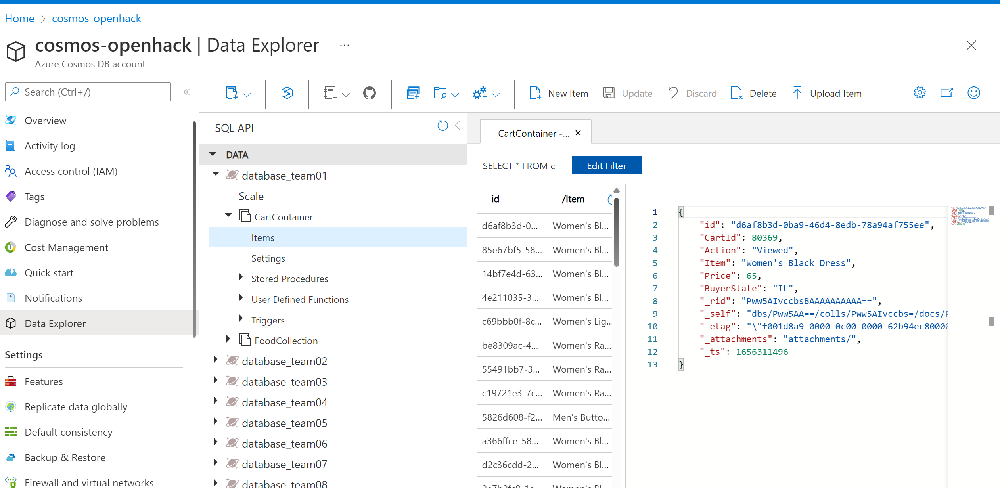 Home > cosmos-openhack
cosmos-openhack | Data Explorer ...
Azure Cosmos DB account
Search (Ctrl+/)
«
New Item
Update
Discard
Delete
Upload Item
Overview
Activity log
Access control (IAM)
Tags
Diagnose and solve problems
Cost Management
Quick start
Notifications
Data Explorer
Settings
Features
Replicate data globally
Default consistency
Backup & Restore
Firewall and virtual networks
SQL API
DATA
database_team01
Scale
CartContainer
Items
Settings
Stored Procedures
User Defined Functions
Triggers
FoodCollection
database_team02
database_team03
database_team04
database_team05
database_team06
database_team07
database_team08
CartContainer -...
SELECT * FROM c
Edit Filter
id /Item
d6af8b3d-0... Women's Bl...
85e67bf5-58... Women's Bl...
14bf7e4d-63... Women's Bl...
4e211035-3... Women's Bl...
c69bbb0f-8c... Women's Lig...
be8309ac-4... Women's Ra...
55491bb7-3... Women's Ra...
c19721e3-7c... Women's Ra...
5826d608-f2... Men's Butto...
a366ffce-58... Women's Bl...
d2c36cdd-2... Women's Bl...
1 {
2 "id": "d6af8b3d-0ba9-46d4-8edb-78a94af755ee",
3 "CartId": 80369,
4 "Action": "Viewed",
5 "Item": "Women's Black Dress",
6 "Price": 65,
7 "BuyerState": "IL",
8 "_rid": "Pww5AIvccbsBAAAAAAAAAA==",
9 "_self": "dbs/Pww5AA==/colls/Pww5AIvccbs=/docs/P
10 "_etag": "\"f001d8a9-0000-0c00-0000-62b94ec80000
11 "_attachments": "attachments/",
12 "_ts": 1656311496
13 }